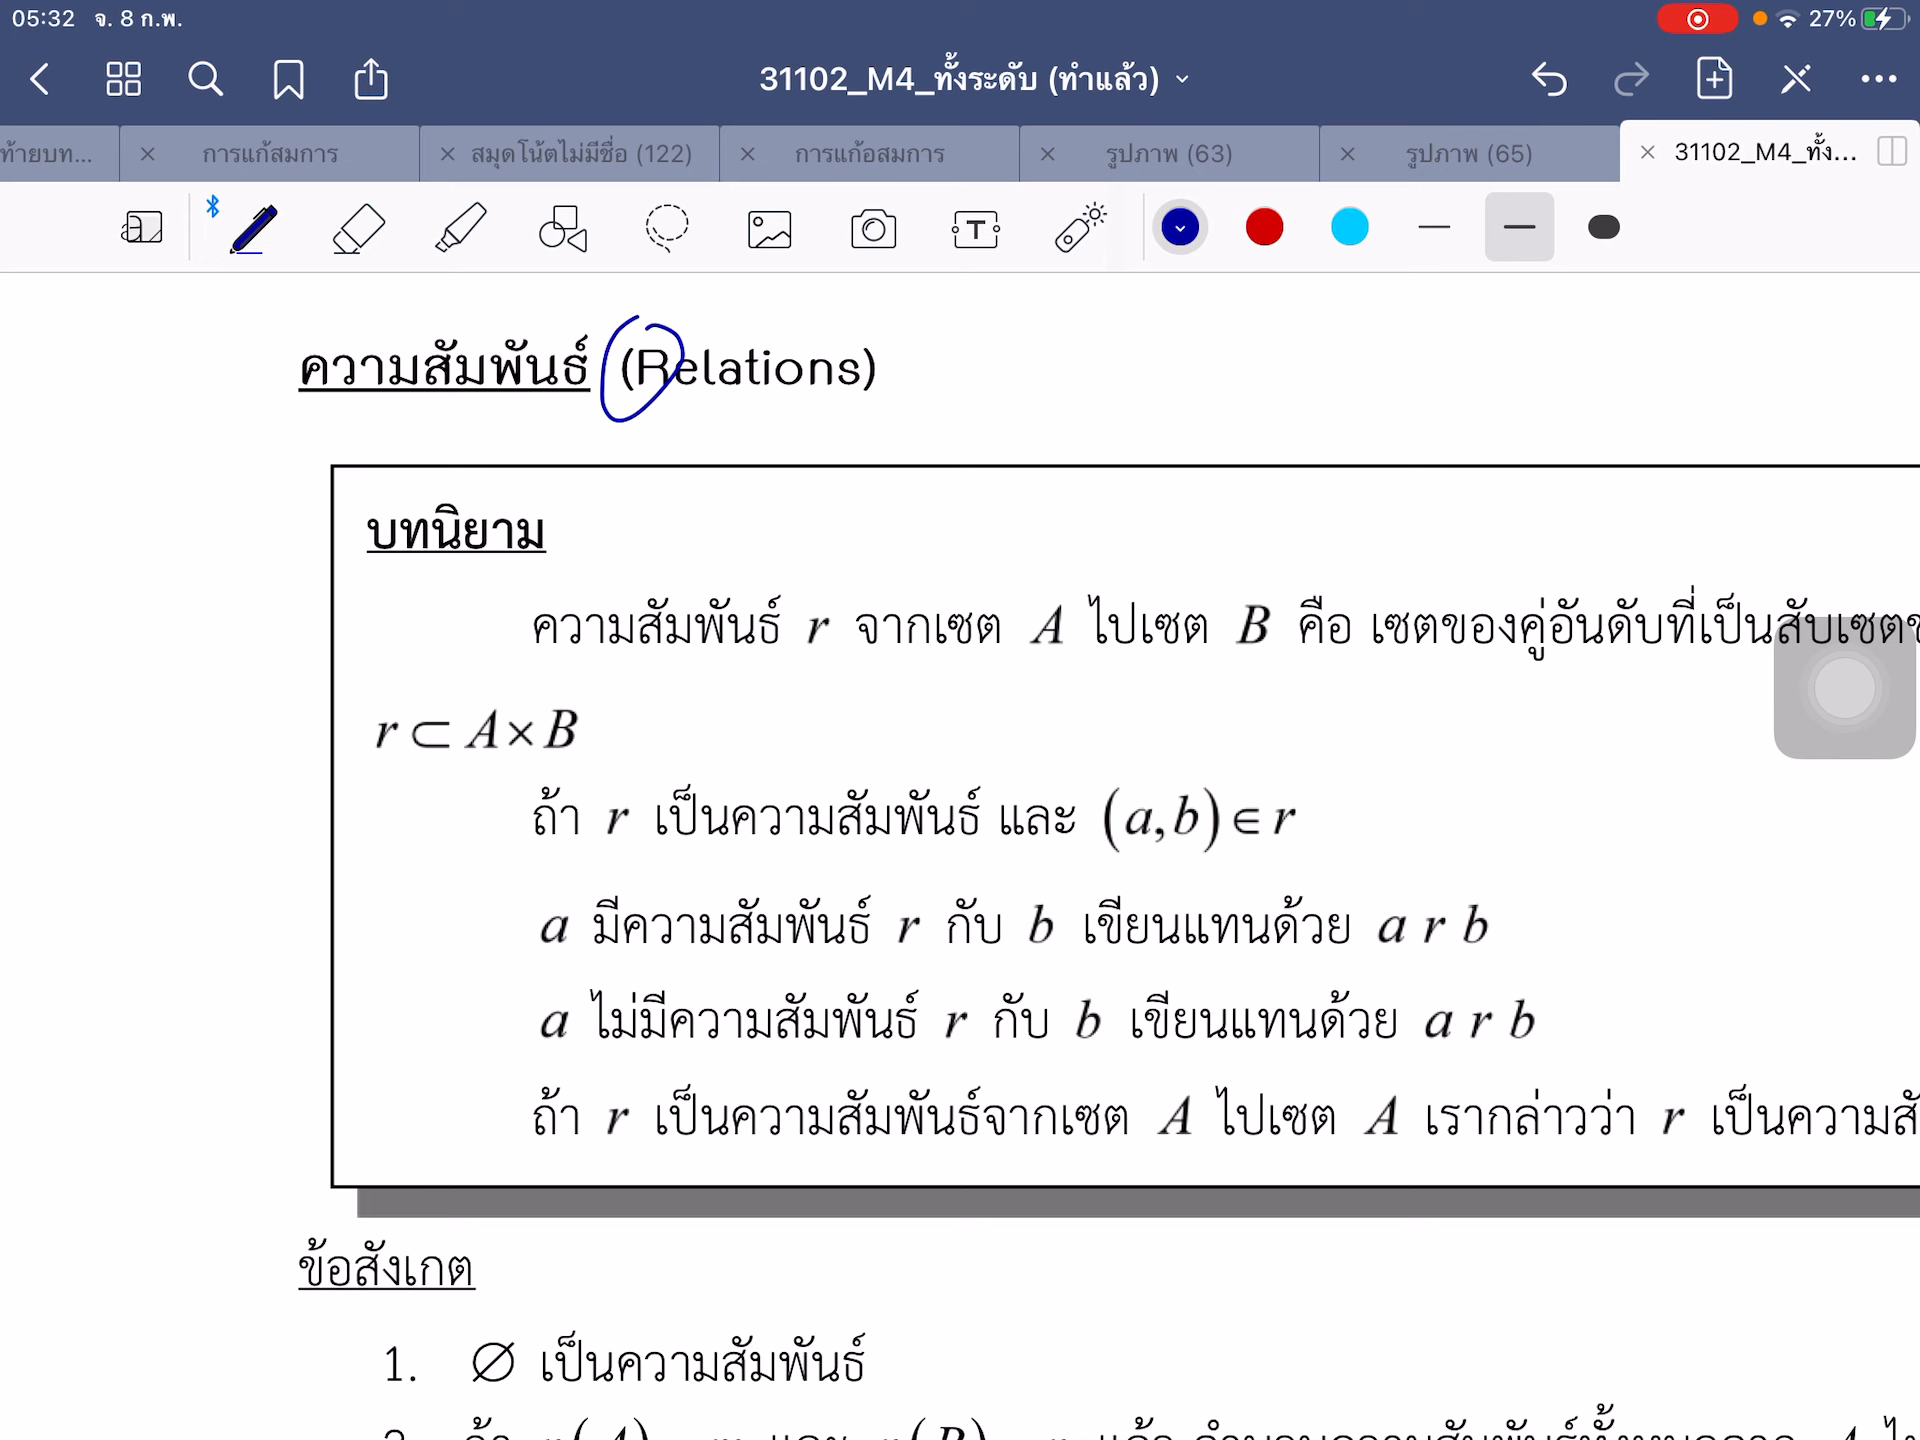 05:32 จ. 8 ก.พ. 27%
31102_M4_ทั้งระดับ (ทำแล้ว)
ท้ายบท... การแก้สมการ สมุดโน้ตไม่มีชื่อ (122) การแก้อสมการ รูปภาพ (63) รูปภาพ (65) 31102_M4_ทั้ง...
ความสัมพันธ์ (Relations)
บทนิยาม
ความสัมพันธ์ r จากเซต A ไปเซต B คือ เซตของคู่อันดับที่เป็นสับเซตข
r ⊂ A×B
ถ้า r เป็นความสัมพันธ์ และ (a,b)∈r
a มีความสัมพันธ์ r กับ b เขียนแทนด้วย a r b
a ไม่มีความสัมพันธ์ r กับ b เขียนแทนด้วย a r b
ถ้า r เป็นความสัมพันธ์จากเซต A ไปเซต A เรากล่าวว่า r เป็นความสั
ข้อสังเกต
1. ∅ เป็นความสัมพันธ์